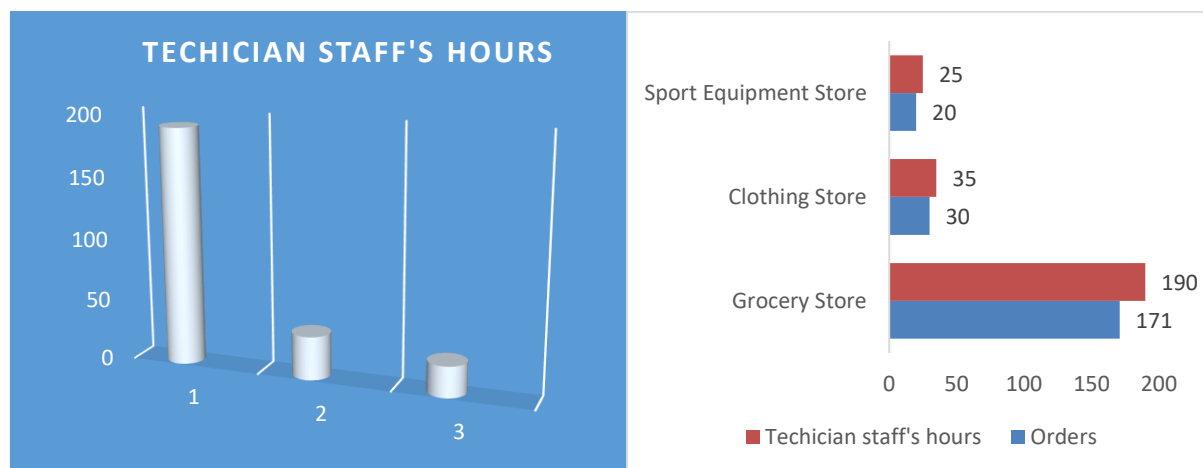 TECHICIAN STAFF'S HOURS
200
150
100
50
0
1
2
3
Sport Equipment Store
25
20
Clothing Store
35
30
Grocery Store
190
171
0 50 100 150 200
Techician staff's hours Orders